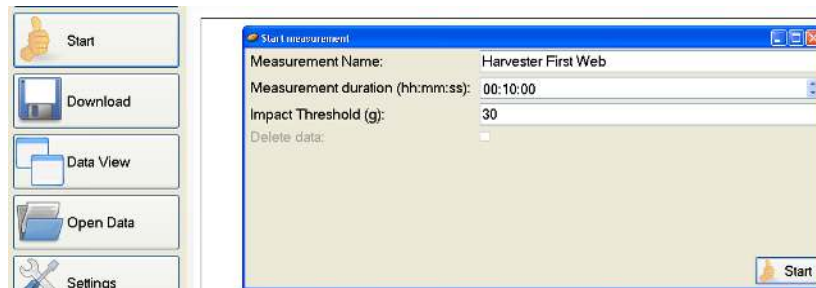 Start
Download
Data View
Open Data
Settings
Start measurement
Measurement Name: Harvester First Web
Measurement duration (hh:mm:ss): 00:10:00
Impact Threshold (g): 30
Delete data:
Start